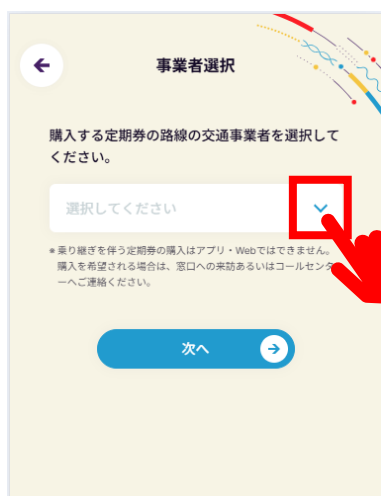 事業者選択
購入する定期券の路線の交通事業者を選択して
ください。
選択してください
※乗り継ぎを伴う定期券の購入はアプリ・Webではできません。
購入を希望される場合は、窓口への来訪あるいはコールセンタ
ーへご連絡ください。
次へ